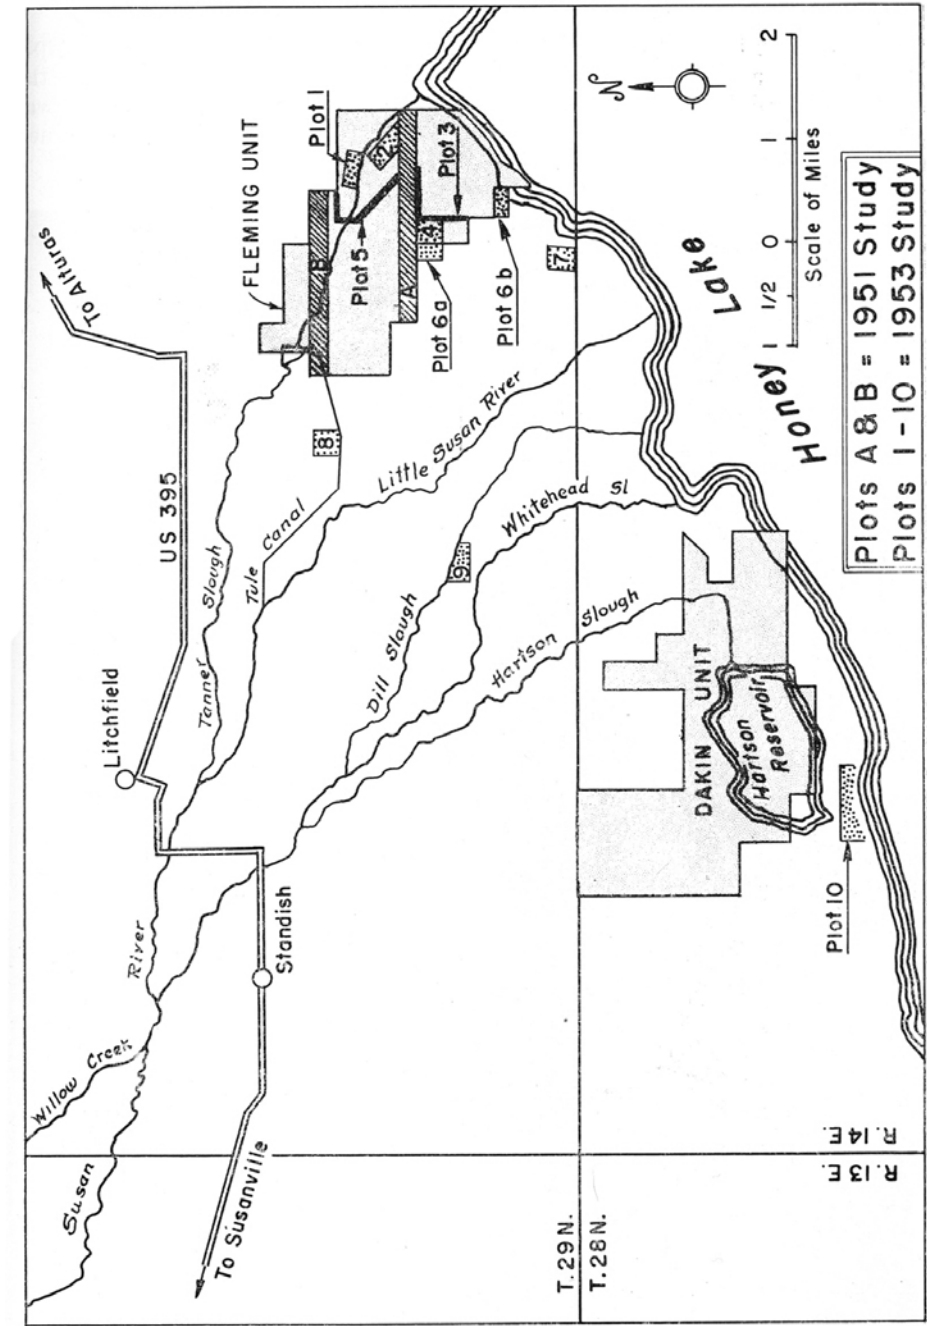 To Alturas
FLEMING UNIT
US 395
Plot 1
2
B
Plot 5
A
4
Plot 3
Plot 6a
Plot 6b
7
8
Litchfield
Tanner Slough
Tule Canal
Little Susan River
Whitehead Sl
Dill Slough
9
Hartson Slough
Honey Lake
N
2
1
0
1/2
1
Scale of Miles
Plots A & B = 1951 Study
Plots 1-10 = 1953 Study
DAKIN UNIT
Hartson
Reservoir
Plot 10
River
Standish
Willow Creek
Susan
To Susanville
T. 29 N.
T. 28 N.
R. 14 E.
R. 13 E.